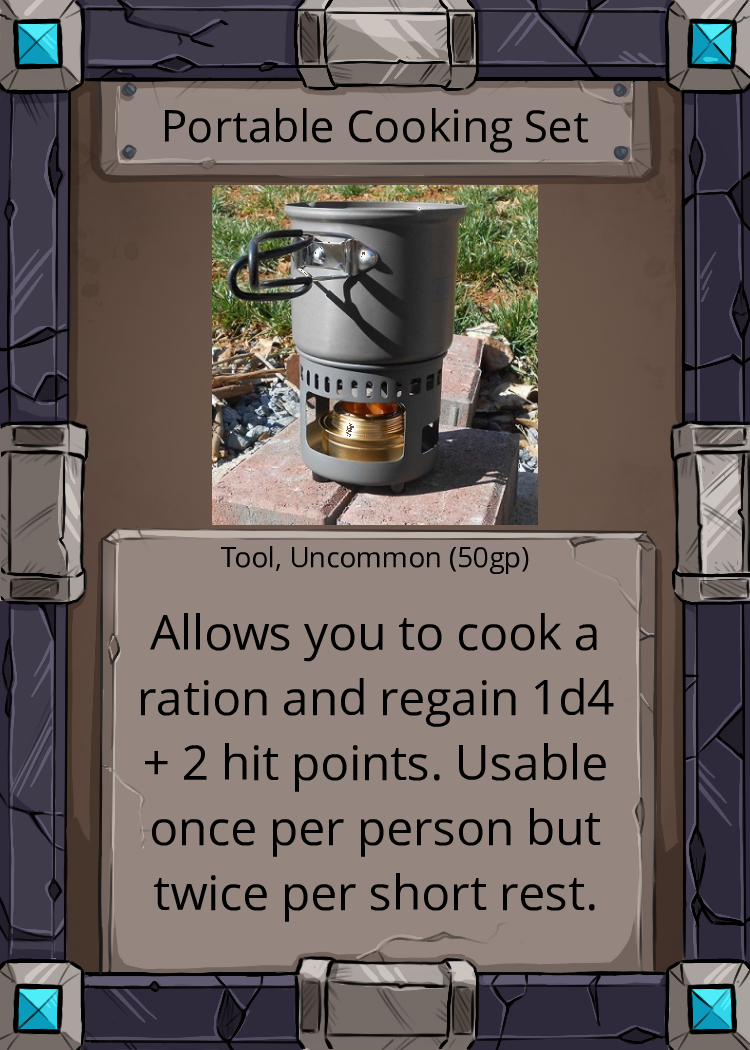 Portable Cooking Set
Tool, Uncommon (50gp)
Allows you to cook a
ration and regain 1d4
+ 2 hit points. Usable
once per person but
twice per short rest.